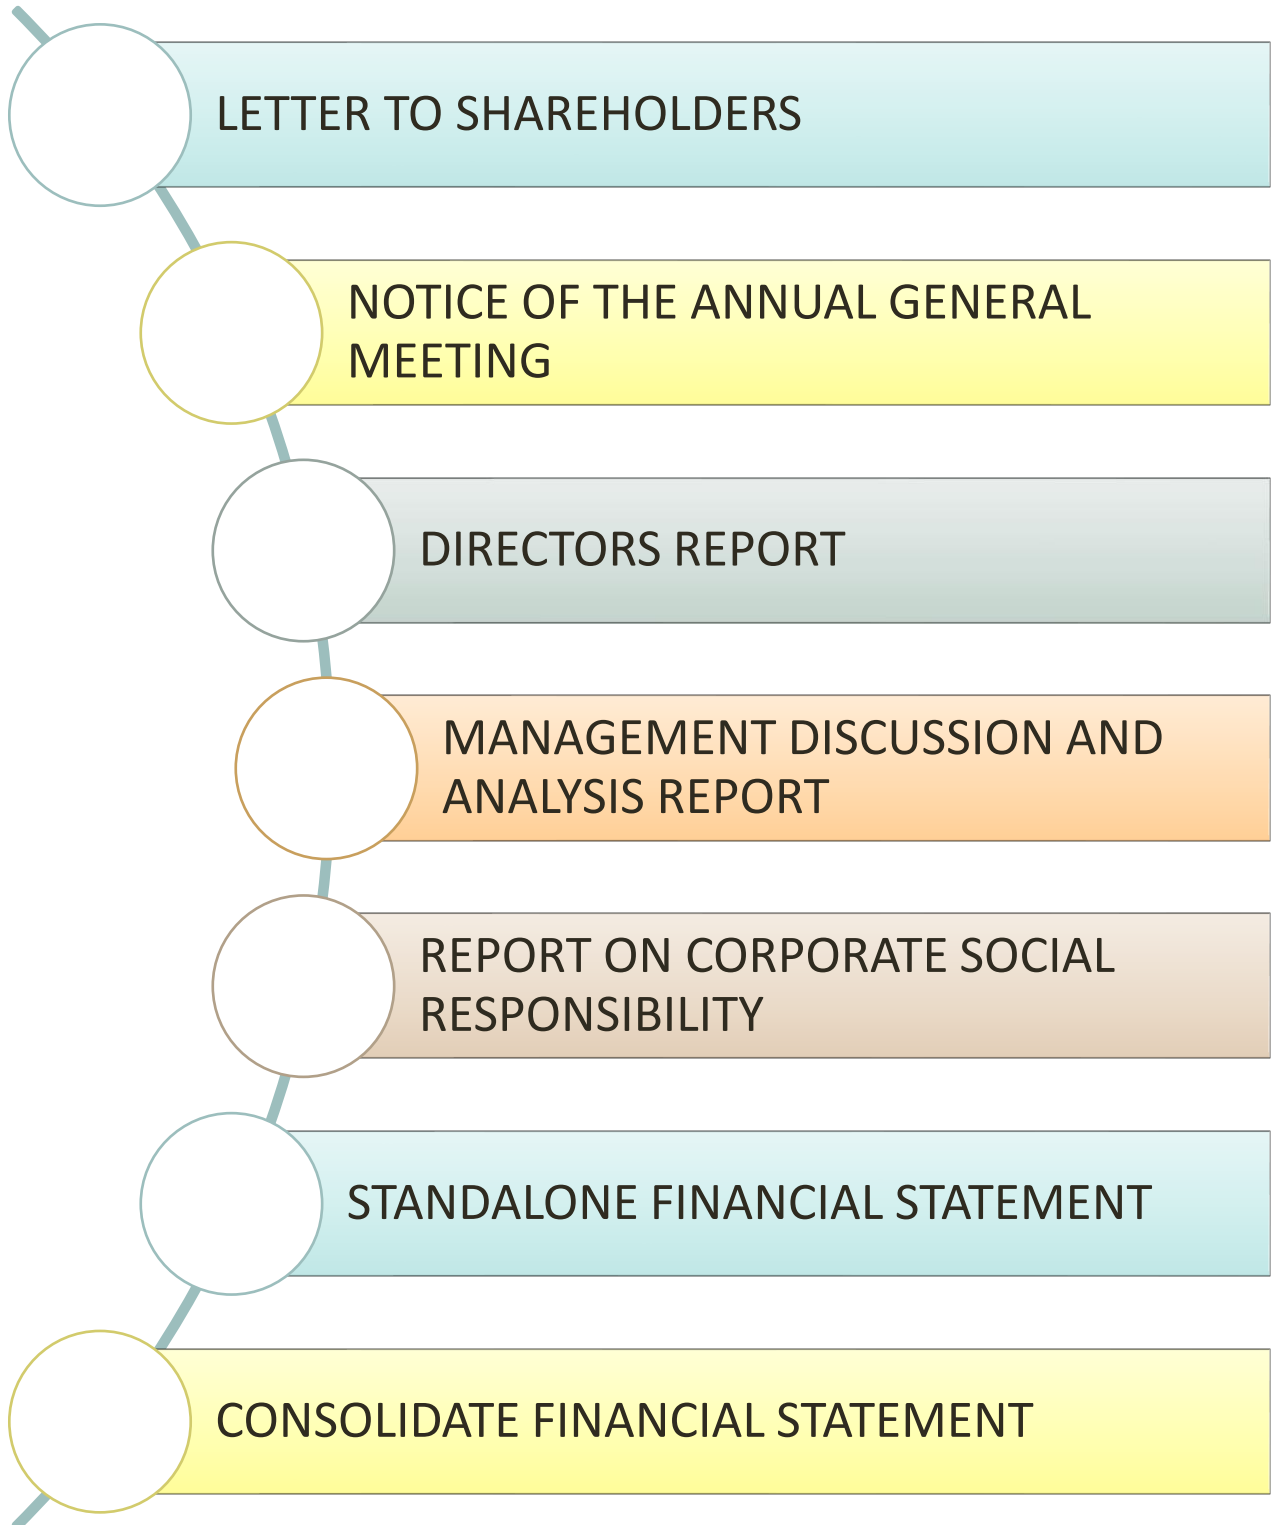 LETTER TO SHAREHOLDERS
NOTICE OF THE ANNUAL GENERAL
MEETING
DIRECTORS REPORT
MANAGEMENT DISCUSSION AND
ANALYSIS REPORT
REPORT ON CORPORATE SOCIAL
RESPONSIBILITY
STANDALONE FINANCIAL STATEMENT
CONSOLIDATE FINANCIAL STATEMENT